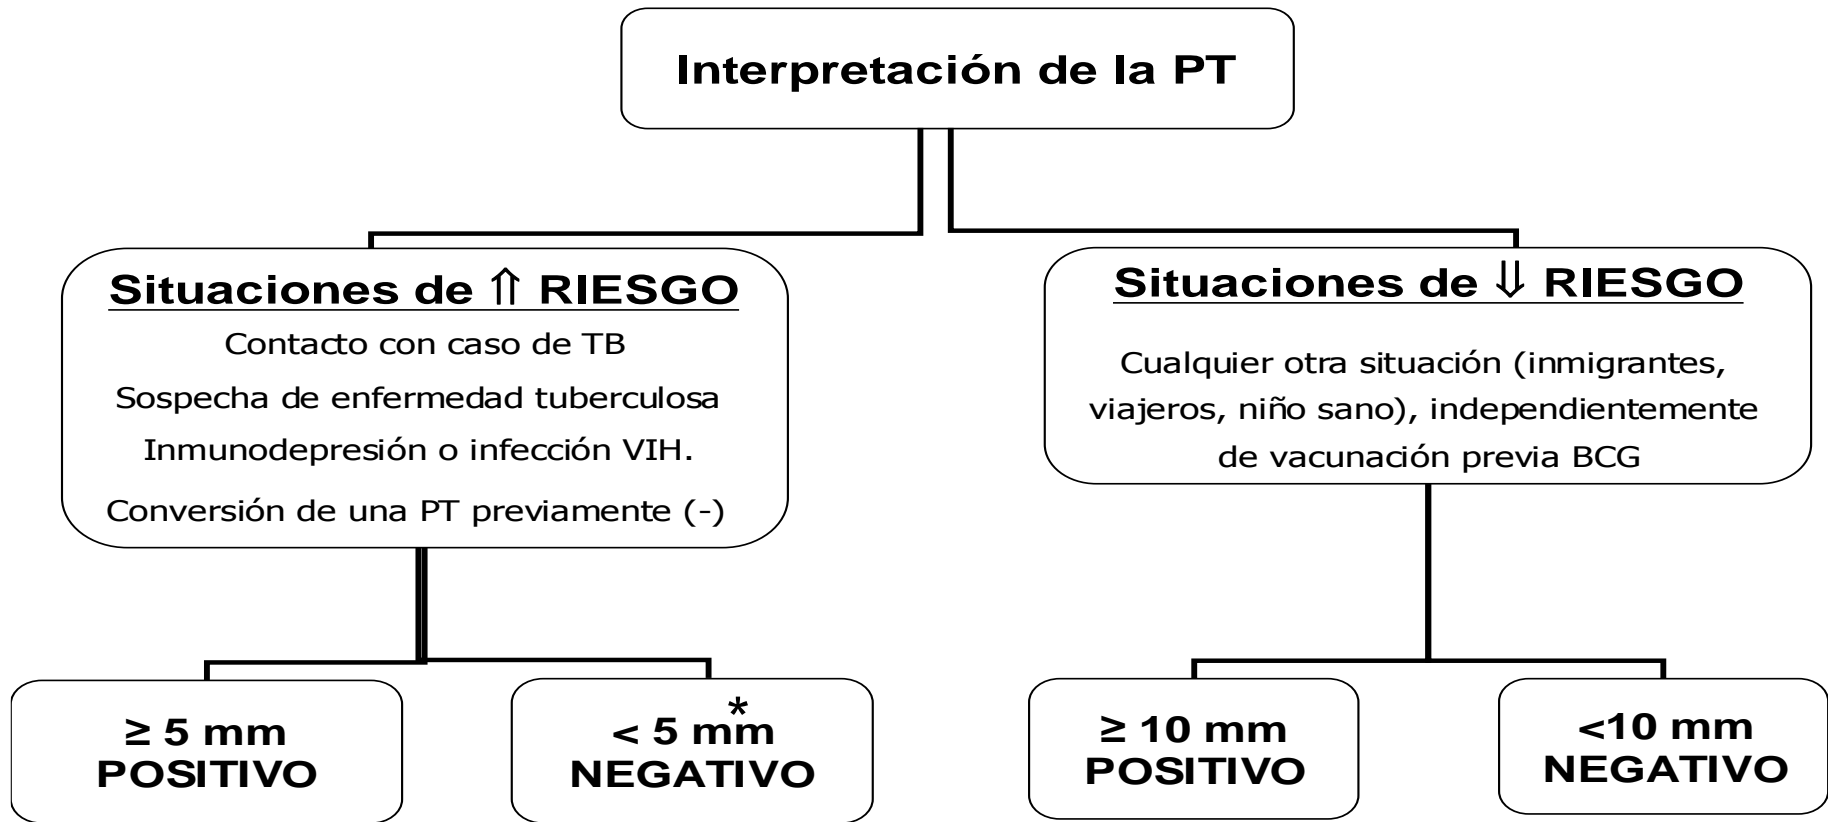 Interpretación de la PT
Situaciones de ⇑ RIESGO
Contacto con caso de TB
Sospecha de enfermedad tuberculosa
Inmunodepresión o infección VIH.
Conversión de una PT previamente (-)
Situaciones de ⇓ RIESGO
Cualquier otra situación (inmigrantes,
viajeros, niño sano), independientemente
de vacunación previa BCG
≥ 5 mm
POSITIVO
< 5 mm*
NEGATIVO
≥ 10 mm
POSITIVO
<10 mm
NEGATIVO